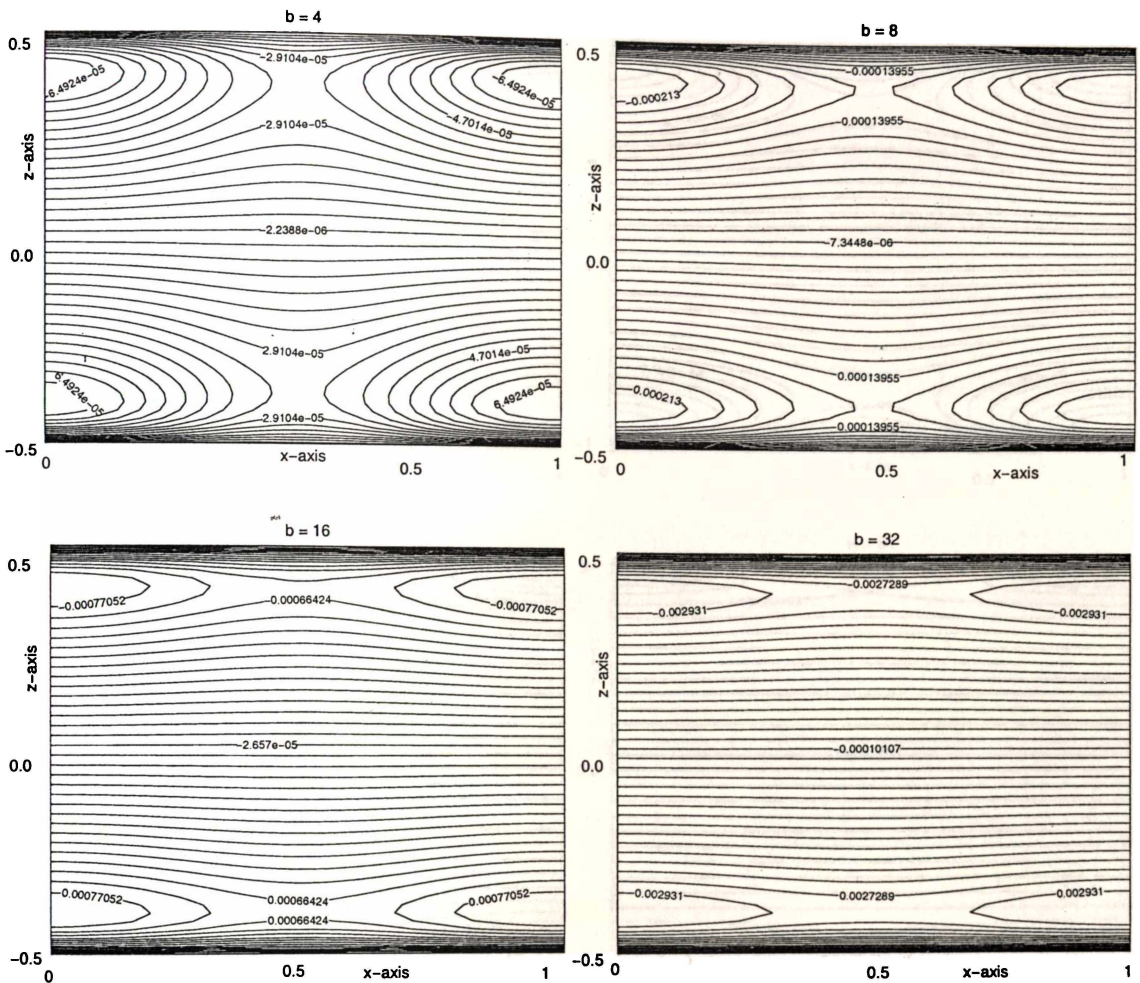 b = 4
0.5
-2.9104e-05
-6.4924e-05
-6.4924e-05
-4.7014e-05
-2.9104e-05
z-axis
-2.2388e-06
0.0
2.9104e-05
4.7014e-05
6.4924e-05
6.4924e-05
2.9104e-05
-0.5
0
x-axis
0.5
1
b = 8
0.5
-0.00013955
-0.000213
-0.00013955
z-axis
-7.3448e-06
0.0
0.00013955
0.000213
0.00013955
-0.5
0
0.5
x-axis
1
b = 16
0.5
-0.00077052
0.00066424
-0.00077052
z-axis
-2.657e-05
0.0
0.00077052
0.00066424
0.00077052
0.00066424
-0.5
0
0.5
x-axis
1
b = 32
0.5
-0.0027289
-0.002931
-0.002931
z-axis
-0.00010107
0.0
0.002931
0.0027289
0.002931
-0.5
0
0.5
x-axis
1